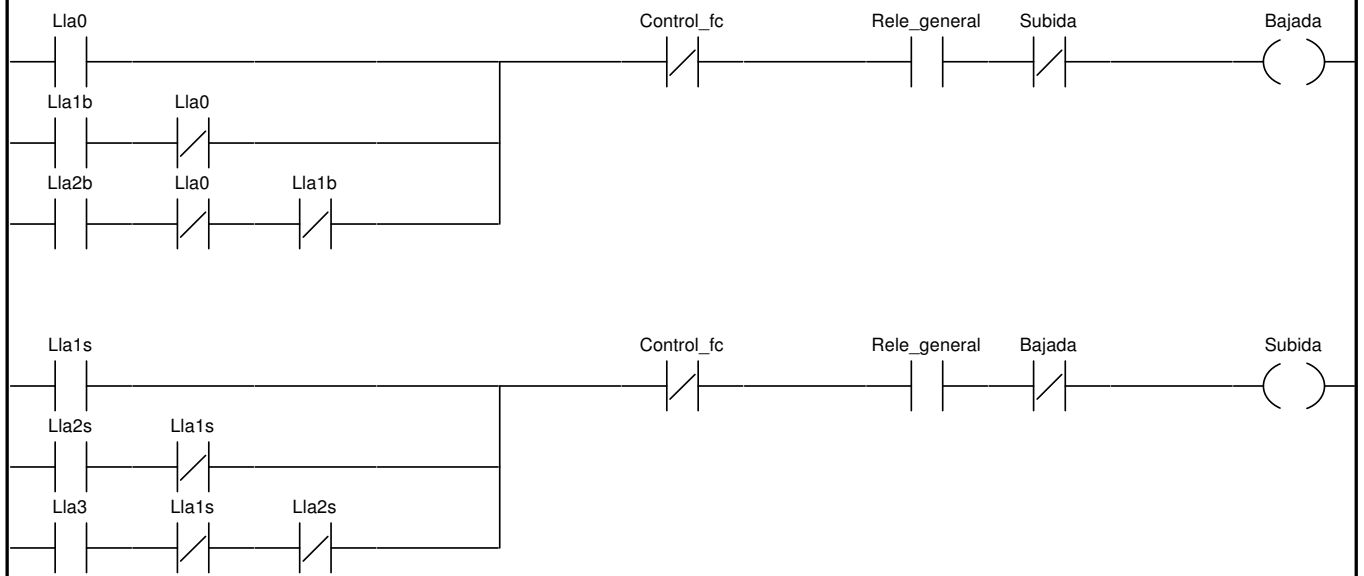 Lla0 Control_fc Rele_general Subida Bajada
Lla1b Lla0
Lla2b Lla0 Lla1b
Lla1s Control_fc Rele_general Bajada Subida
Lla2s Lla1s
Lla3 Lla1s Lla2s